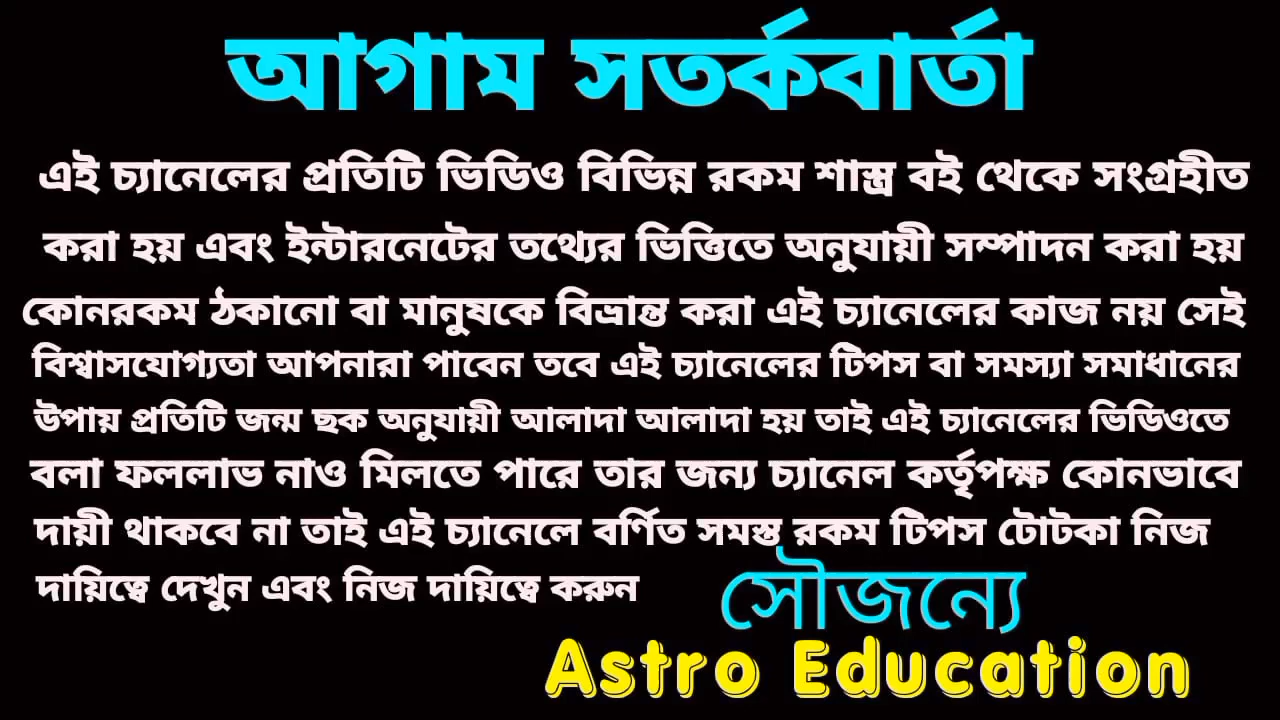 আগাম সতর্কবার্তা
এই চ্যানেলের প্রতিটি ভিডিও বিভিন্ন রকম শাস্ত্র বই থেকে সংগ্রহীত
করা হয় এবং ইন্টারনেটের তথ্যের ভিত্তিতে অনুযায়ী সম্পাদন করা হয়
কোনরকম ঠকানো বা মানুষকে বিভ্রান্ত করা এই চ্যানেলের কাজ নয় সেই
বিশ্বাসযোগ্যতা আপনারা পাবেন তবে এই চ্যানেলের টিপস বা সমস্যা সমাধানের
উপায় প্রতিটি জন্ম ছক অনুযায়ী আলাদা আলাদা হয় তাই এই চ্যানেলের ভিডিওতে
বলা ফললাভ নাও মিলতে পারে তার জন্য চ্যানেল কর্তৃপক্ষ কোনভাবে
দায়ী থাকবে না তাই এই চ্যানেলে বর্ণিত সমস্ত রকম টিপস টোটকা নিজ
দায়িত্বে দেখুন এবং নিজ দায়িত্বে করুন
সৌজন্যে
Astro Education